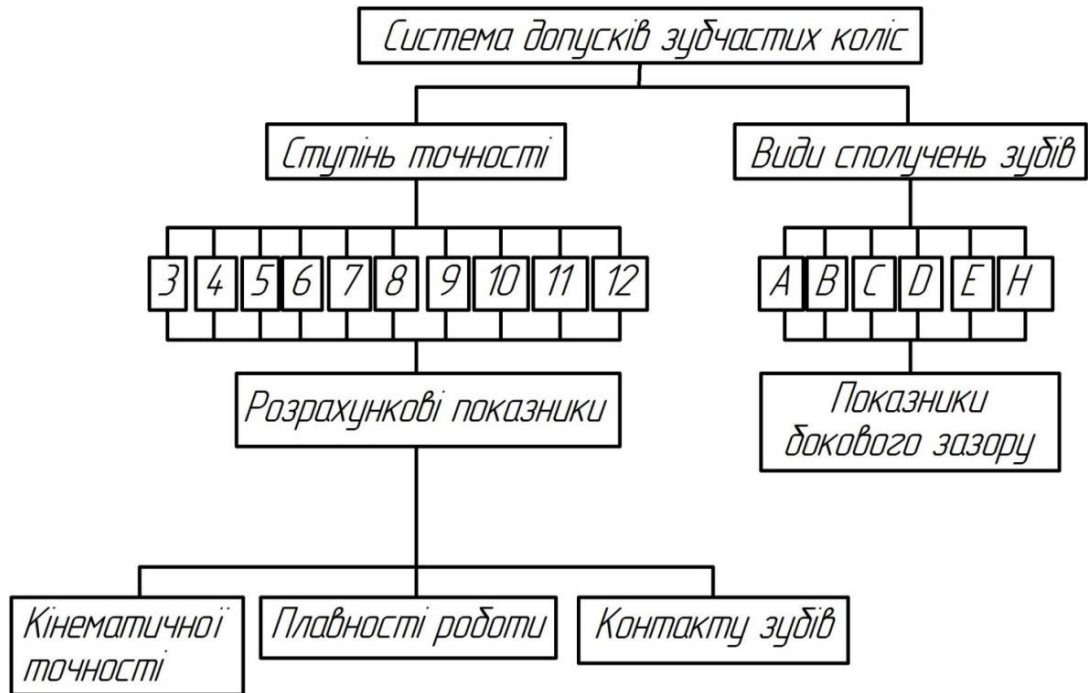 Система допусків зубчастих коліс
Ступінь точності
Види сполучень зубів
3 4 5 6 7 8 9 10 11 12
A B C D E H
Розрахункові показники
Показники
бокового зазору
Кінематичної
точності
Плавності роботи
Контакту зубів